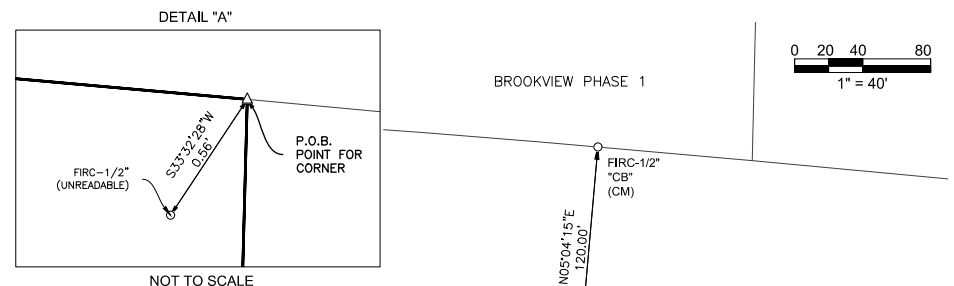 DETAIL "A"
S33°32'28"W
0.56'
FIRC-1/2"
(UNREADABLE)
P.O.B.
POINT FOR
CORNER
NOT TO SCALE
BROOKVIEW PHASE 1
FIRC-1/2"
"CB"
(CM)
N05°04'15"E
120.00'
0 20 40 80
1" = 40'